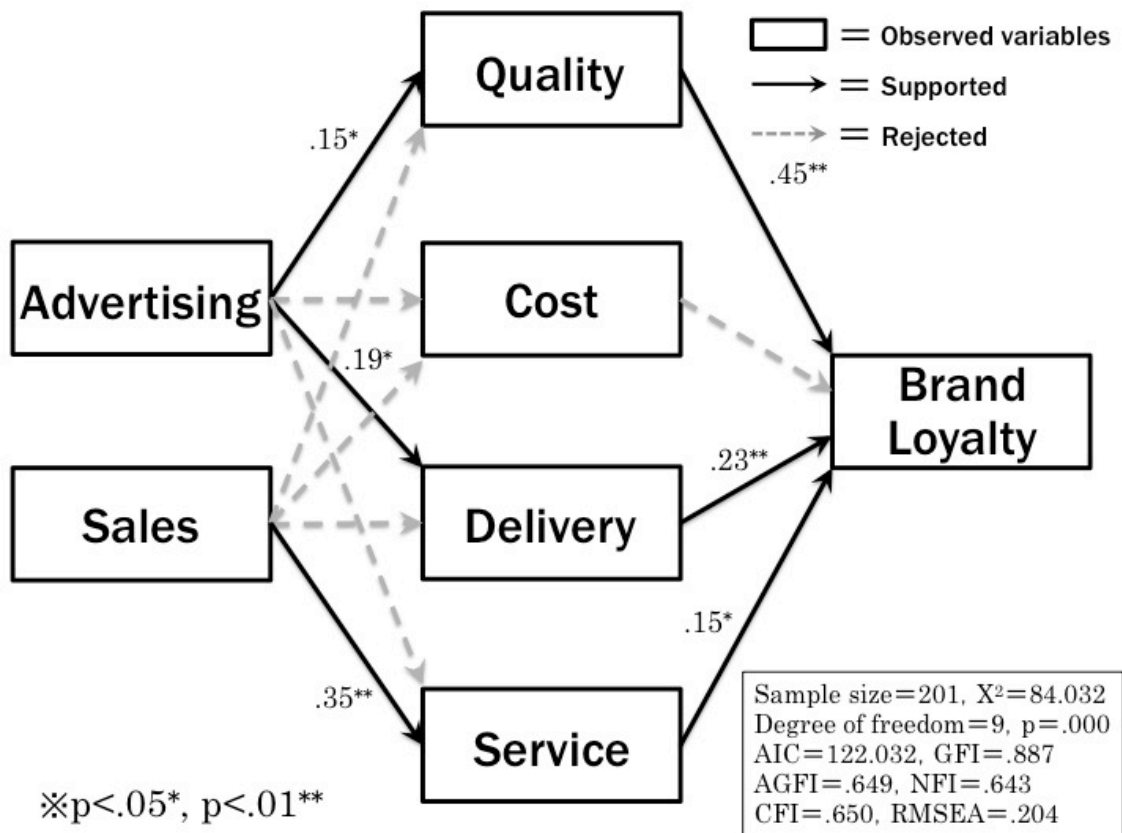 Quality
= Observed variables
= Supported
= Rejected
.15*
.45**
Advertising
Cost
.19*
Brand
Loyalty
Sales
Delivery
.23**
.15*
.35**
Service
Sample size=201, X²=84.032
Degree of freedom=9, p=.000
AIC=122.032, GFI=.887
AGFI=.649, NFI=.643
CFI=.650, RMSEA=.204
※p<.05*, p<.01**